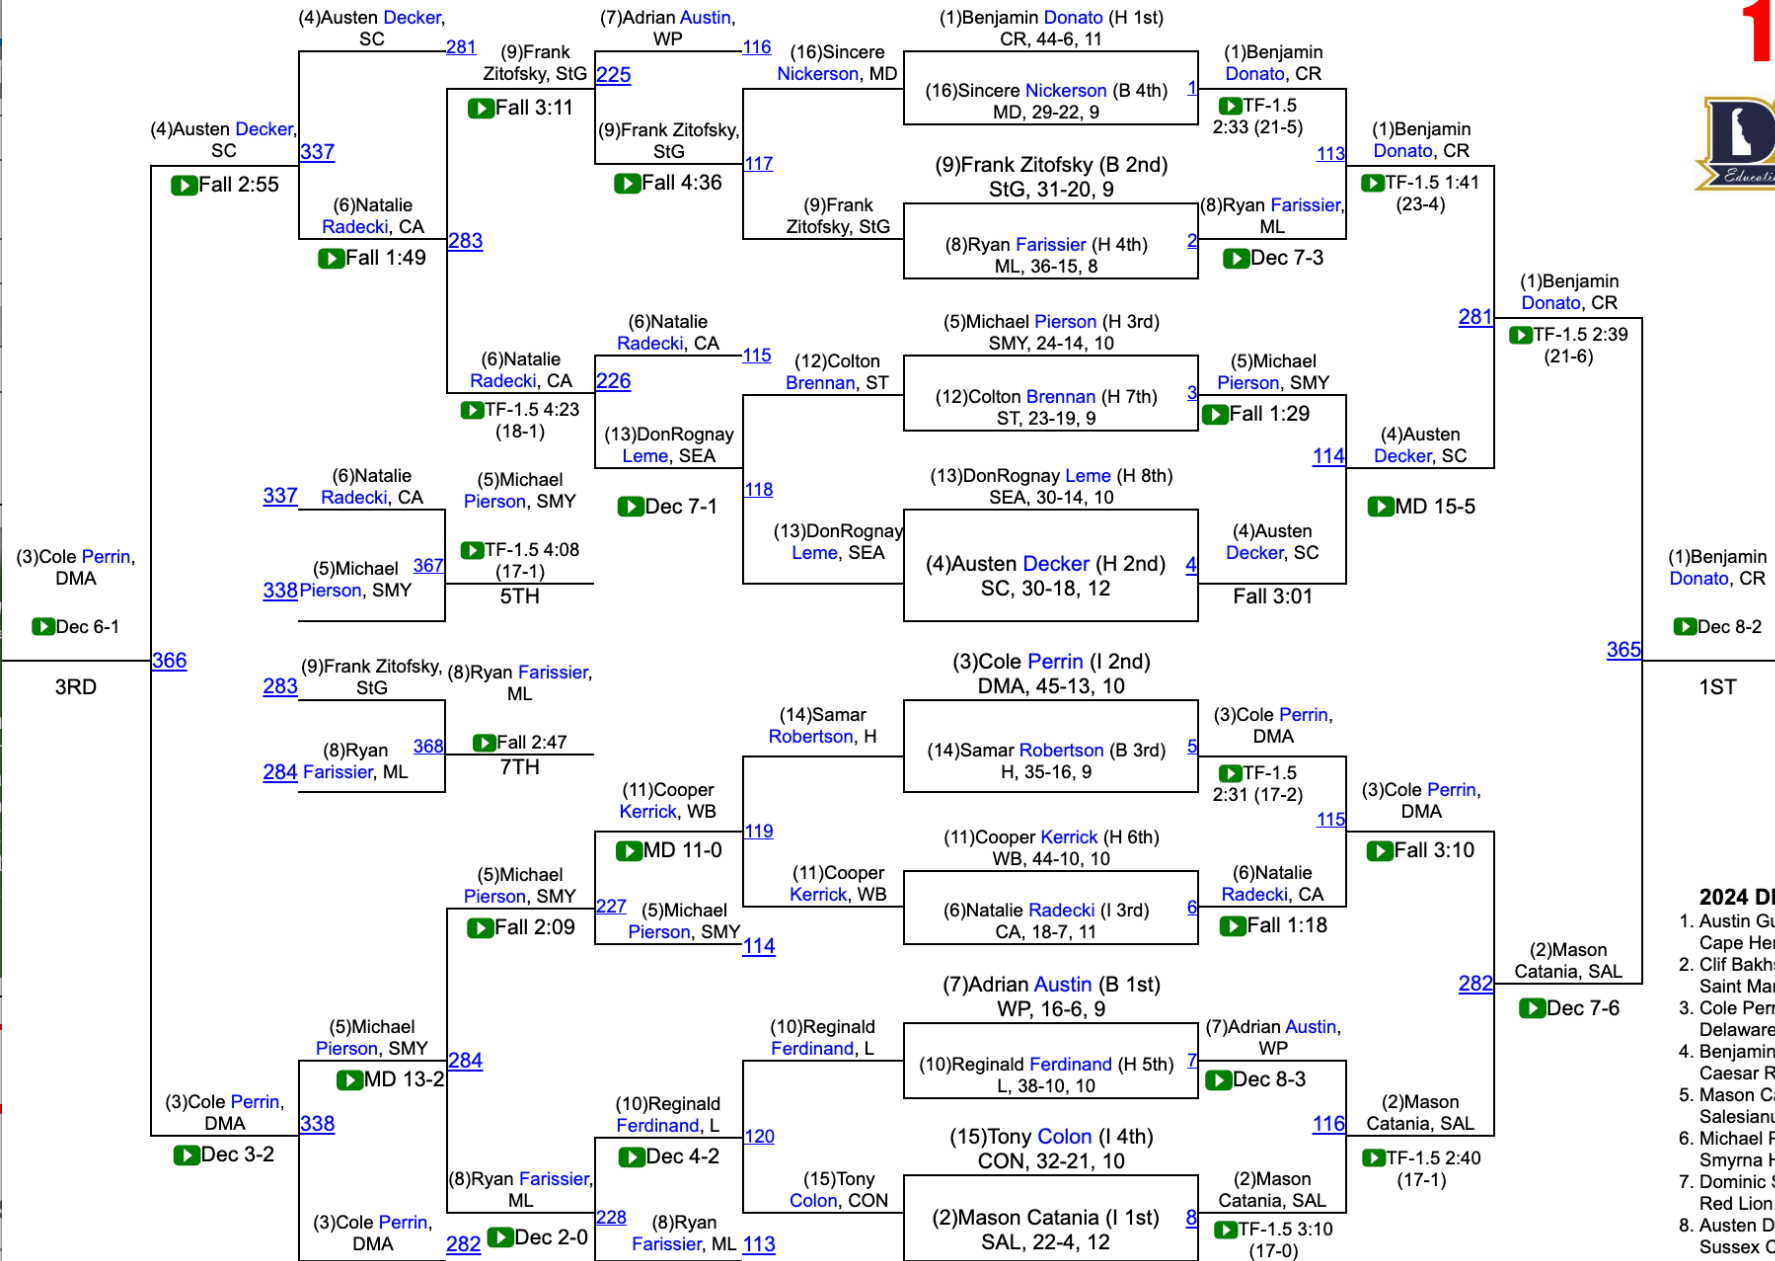 (4)Austen Decker,
SC
281
(4)Austen Decker,
SC
Fall 2:55
337
(6)Natalie
Radecki, CA
Fall 1:49
(9)Frank
Zitofsky, StG
Fall 3:11
283
(6)Natalie
Radecki, CA
TF-1.5 4:23
(18-1)
(7)Adrian Austin,
WP
116
225
(9)Frank Zitofsky,
StG
Fall 4:36
117
(6)Natalie
Radecki, CA
115
226
(13)DonRognay
Leme, SEA
Dec 7-1
118
(16)Sincere
Nickerson, MD
(9)Frank
Zitofsky, StG
(12)Colton
Brennan, ST
(13)DonRognay
Leme, SEA
(1)Benjamin Donato (H 1st)
CR, 44-6, 11
(16)Sincere Nickerson (B 4th)
MD, 29-22, 9
1
(9)Frank Zitofsky (B 2nd)
StG, 31-20, 9
(8)Ryan Farissier (H 4th)
ML, 36-15, 8
2
(5)Michael Pierson (H 3rd)
SMY, 24-14, 10
(12)Colton Brennan (H 7th)
ST, 23-19, 9
3
(13)DonRognay Leme (H 8th)
SEA, 30-14, 10
(4)Austen Decker (H 2nd)
SC, 30-18, 12
4
(1)Benjamin
Donato, CR
TF-1.5
2:33 (21-5)
113
(8)Ryan Farissier,
ML
Dec 7-3
(5)Michael
Pierson, SMY
Fall 1:29
114
(4)Austen
Decker, SC
Fall 3:01
(1)Benjamin
Donato, CR
TF-1.5 1:41
(23-4)
281
(4)Austen
Decker, SC
MD 15-5
(1)Benjamin
Donato, CR
TF-1.5 2:39
(21-6)
1
D
Educati
337
(6)Natalie
Radecki, CA
338
(5)Michael
Pierson, SMY
367
(5)Michael
Pierson, SMY
TF-1.5 4:08
(17-1)
5TH
(3)Cole Perrin,
DMA
Dec 6-1
366
3RD
283
(9)Frank Zitofsky,
StG
284
(8)Ryan
Farissier, ML
368
(8)Ryan Farissier,
ML
Fall 2:47
7TH
(1)Benjamin
Donato, CR
Dec 8-2
365
1ST
(3)Cole Perrin (I 2nd)
DMA, 45-13, 10
(14)Samar Robertson (B 3rd)
H, 35-16, 9
5
(11)Cooper Kerrick (H 6th)
WB, 44-10, 10
(6)Natalie Radecki (I 3rd)
CA, 18-7, 11
6
(7)Adrian Austin (B 1st)
WP, 16-6, 9
(10)Reginald Ferdinand (H 5th)
L, 38-10, 10
7
(15)Tony Colon (I 4th)
CON, 32-21, 10
(2)Mason Catania (I 1st)
SAL, 22-4, 12
8
(14)Samar
Robertson, H
(11)Cooper
Kerrick, WB
(10)Reginald
Ferdinand, L
(15)Tony
Colon, CON
(11)Cooper
Kerrick, WB
MD 11-0
119
227
(5)Michael
Pierson, SMY
114
(10)Reginald
Ferdinand, L
Dec 4-2
120
228
(8)Ryan
Farissier, ML
113
(5)Michael
Pierson, SMY
Fall 2:09
284
(8)Ryan Farissier,
ML
Dec 2-0
(5)Michael
Pierson, SMY
MD 13-2
338
(3)Cole Perrin,
DMA
282
(3)Cole Perrin,
DMA
Dec 3-2
(3)Cole Perrin,
DMA
TF-1.5
2:31 (17-2)
115
(6)Natalie
Radecki, CA
Fall 1:18
(7)Adrian Austin,
WP
Dec 8-3
116
(2)Mason
Catania, SAL
TF-1.5 3:10
(17-0)
(3)Cole Perrin,
DMA
Fall 3:10
282
(2)Mason
Catania, SAL
TF-1.5 2:40
(17-1)
(2)Mason
Catania, SAL
Dec 7-6
2024 DI
1. Austin Gu
Cape Her
2. Clif Bakhs
Saint Mar
3. Cole Perr
Delaware
4. Benjamin
Caesar R
5. Mason Ca
Salesianu
6. Michael P
Smyrna H
7. Dominic S
Red Lion
8. Austen D
Sussex C